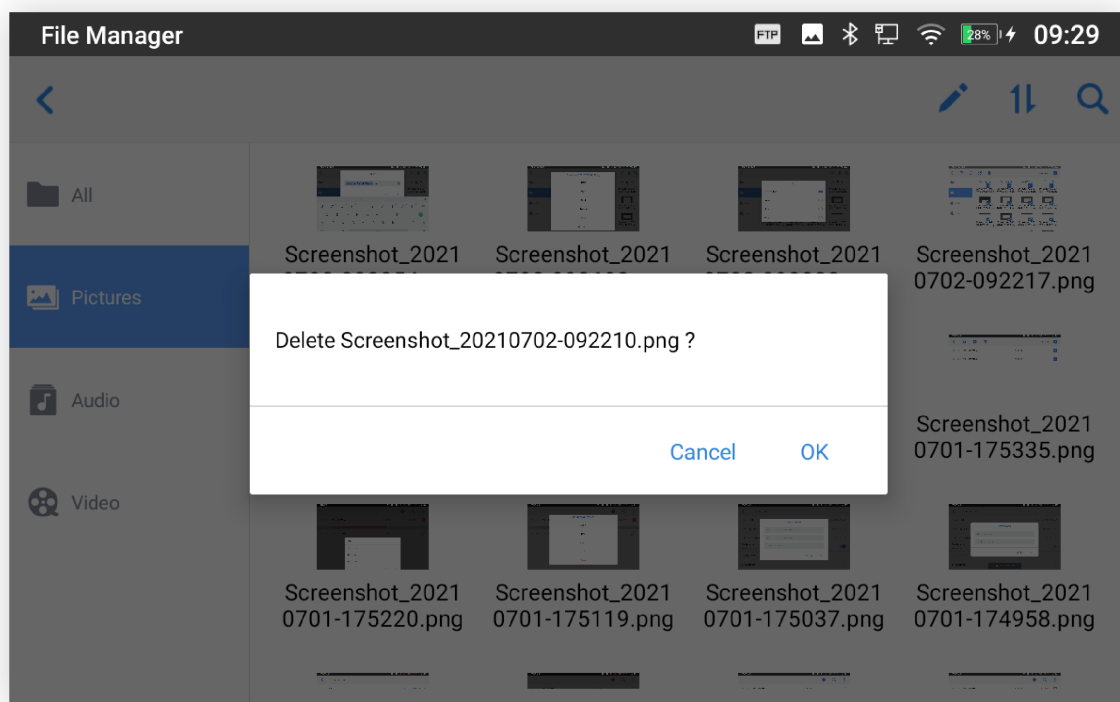 File Manager
FTP
28%
09:29
All
Pictures
Audio
Video
Screenshot_2021
Screenshot_2021
Screenshot_2021
Screenshot_2021
0702-092217.png
Delete Screenshot_20210702-092210.png ?
Cancel
OK
Screenshot_2021
0701-175335.png
Screenshot_2021
0701-175220.png
Screenshot_2021
0701-175119.png
Screenshot_2021
0701-175037.png
Screenshot_2021
0701-174958.png